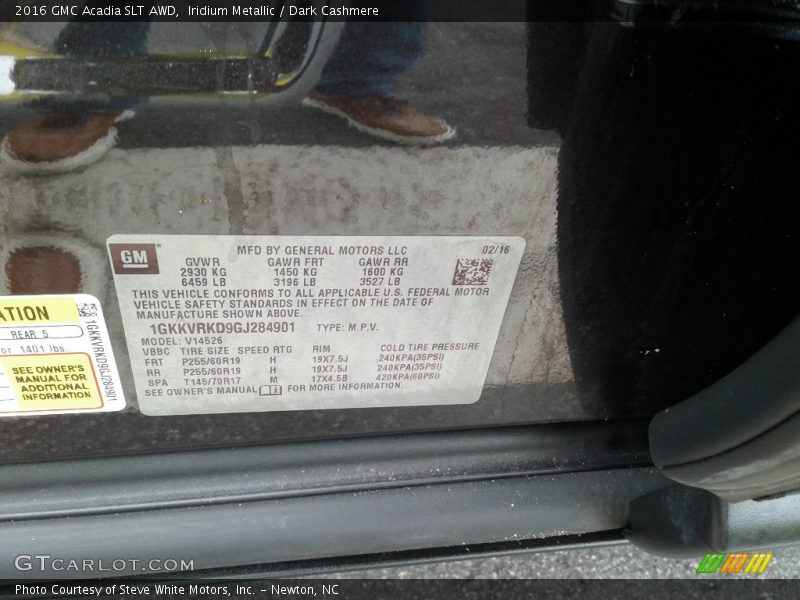 2016 GMC Acadia SLT AWD,  Iridium Metallic / Dark Cashmere
GM
MFD BY GENERAL MOTORS LLC 02/16
GVWR GAWR FRT GAWR RR
2930 KG 1450 KG 1600 KG
6459 LB 3196 LB 3527 LB
THIS VEHICLE CONFORMS TO ALL APPLICABLE U.S. FEDERAL MOTOR
VEHICLE SAFETY STANDARDS IN EFFECT ON THE DATE OF
MANUFACTURE SHOWN ABOVE.
1GKKVRKD9GJ284901 TYPE: M.P.V.
MODEL: V14526
VBBC TIRE SIZE SPEED RTG RIM COLD TIRE PRESSURE
FRT P255/60R19 H 19X7.5J 240KPA(35PSI)
RR P255/60R19 H 19X7.5J 240KPA(35PSI)
SPA T145/70R17 M 17X4.5B 420KPA(60PSI)
SEE OWNER'S MANUAL FOR MORE INFORMATION.
ATION
REAR 5
1401 lbs.
SEE OWNER'S
MANUAL FOR
ADDITIONAL
INFORMATION
1GKKVRKD9GJ284901
GTCARLOT.COM
Photo Courtesy of Steve White Motors, Inc. – Newton, NC